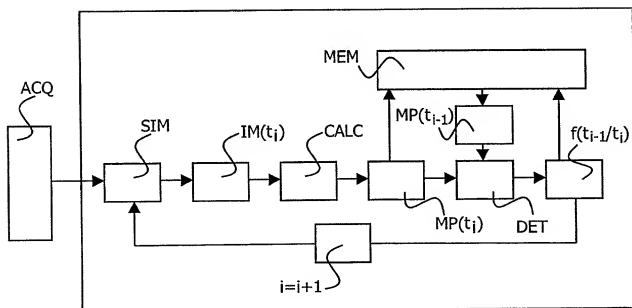 MEM
ACQ
SIM
IM(ti)
CALC
MP(ti-1)
f(ti-1/ti)
MP(ti)
DET
i=i+1